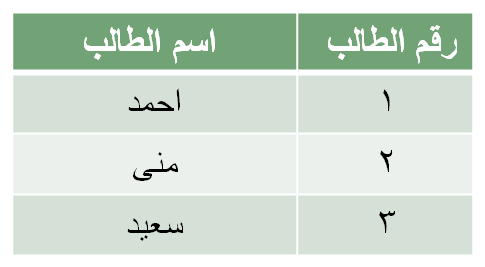 رقم الطالب اسم الطالب
١ احمد
٢ منى
٣ سعيد